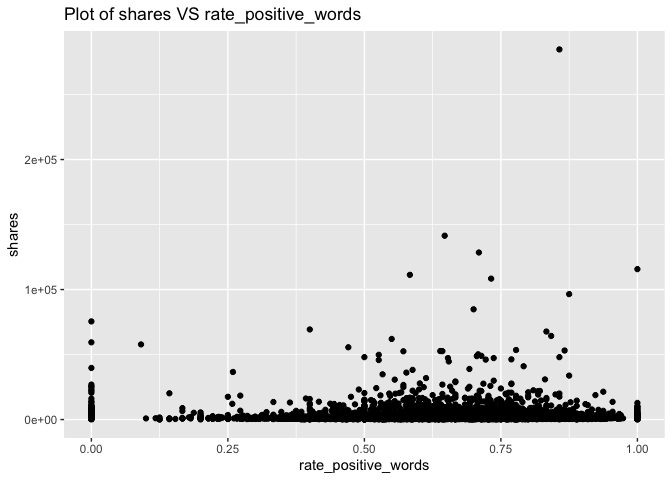 Plot of shares VS rate_positive_words
2e+05
1e+05
0e+00
shares
0.00 0.25 0.50 0.75 1.00
rate_positive_words